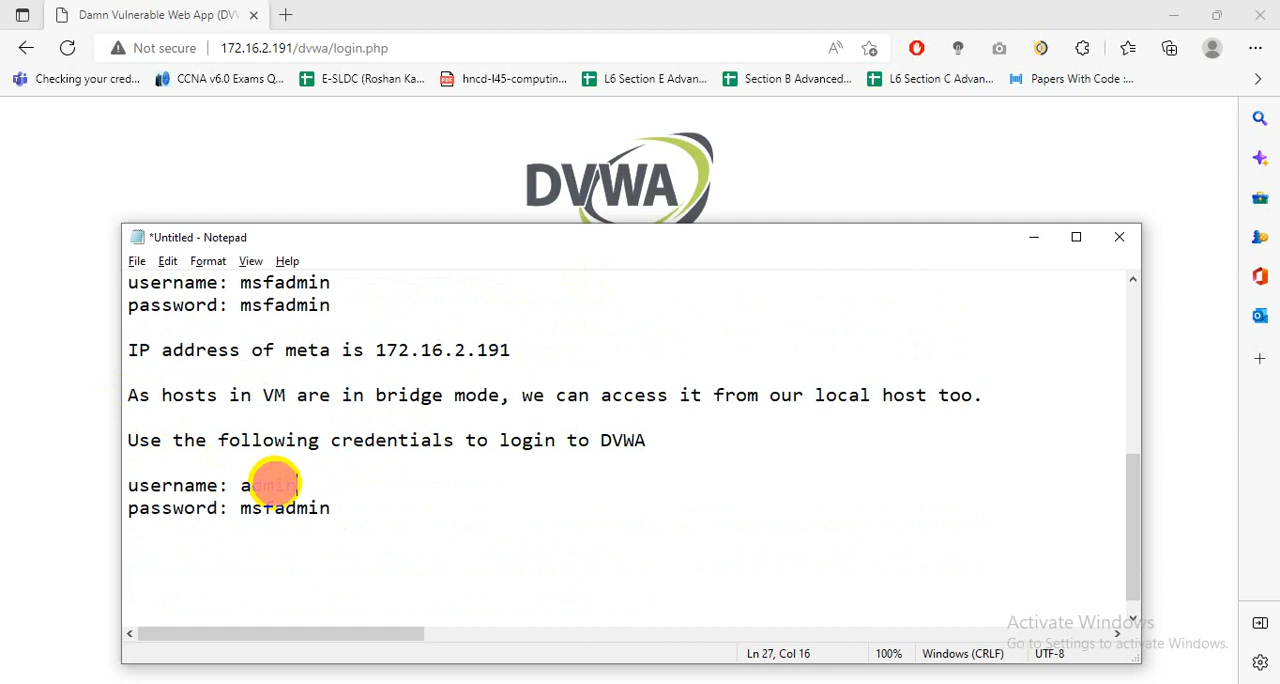 Damn Vulnerable Web App (DV
Not secure
172.16.2.191/dvwa/login.php
Checking your cred...
CCNA v6.0 Exams Q...
E-SLDC (Roshan Ka...
hncd-l45-computin...
L6 Section E Advan...
Section B Advanced...
L6 Section C Advan...
Papers With Code :...
DVWA
*Untitled - Notepad
File Edit Format View Help
username: msfadmin
password: msfadmin
IP address of meta is 172.16.2.191
As hosts in VM are in bridge mode, we can access it from our local host too.
Use the following credentials to login to DVWA
username: admin
password: msfadmin
Activate Windows
Go to Settings to activate Windows.
Ln 27, Col 16
100%
Windows (CRLF)
UTF-8